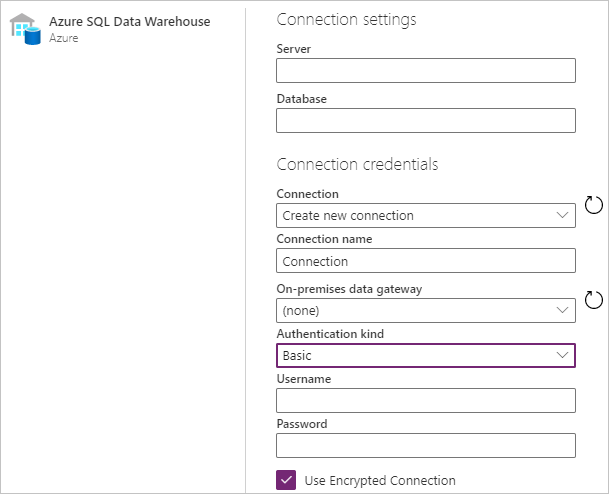 Azure SQL Data Warehouse
Azure
Connection settings
Server
Database
Connection credentials
Connection
Create new connection
Connection name
Connection
On-premises data gateway
(none)
Authentication kind
Basic
Username
Password
Use Encrypted Connection